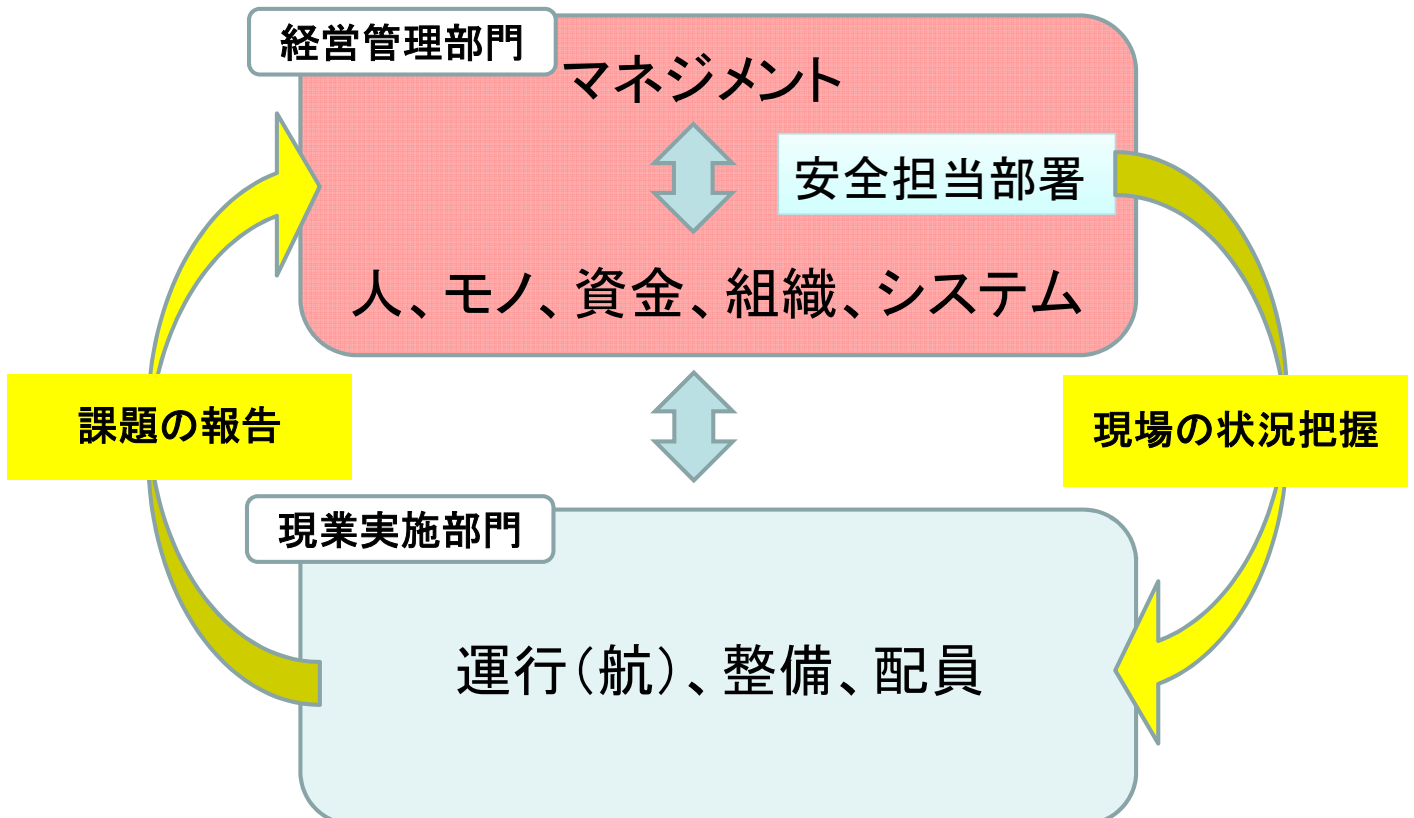 経営管理部門
マネジメント
安全担当部署
人、モノ、資金、組織、システム
課題の報告
現場の状況把握
現業実施部門
運行(航)、整備、配員